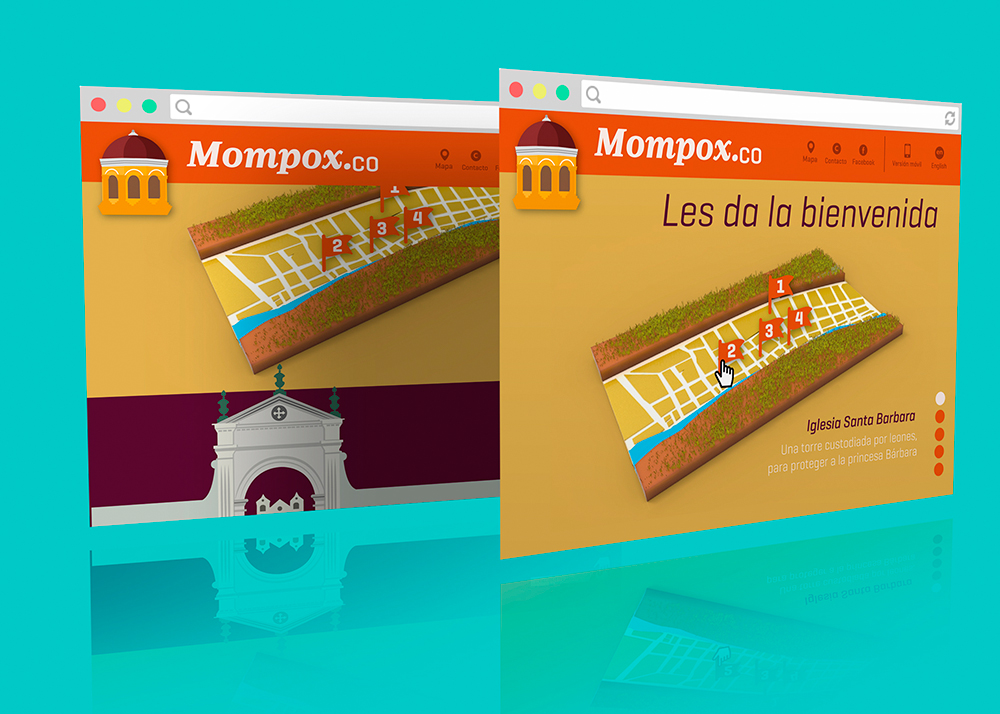 Mompox.co
Mapa
Contacto
1
2
3
4
Mompox.co
Mapa
Contacto
Facebook
Versión móvil
English
Les da la bienvenida
1
2
3
4
Iglesia Santa Barbara
Una torre custodiada por leones,
para proteger a la princesa Bárbara